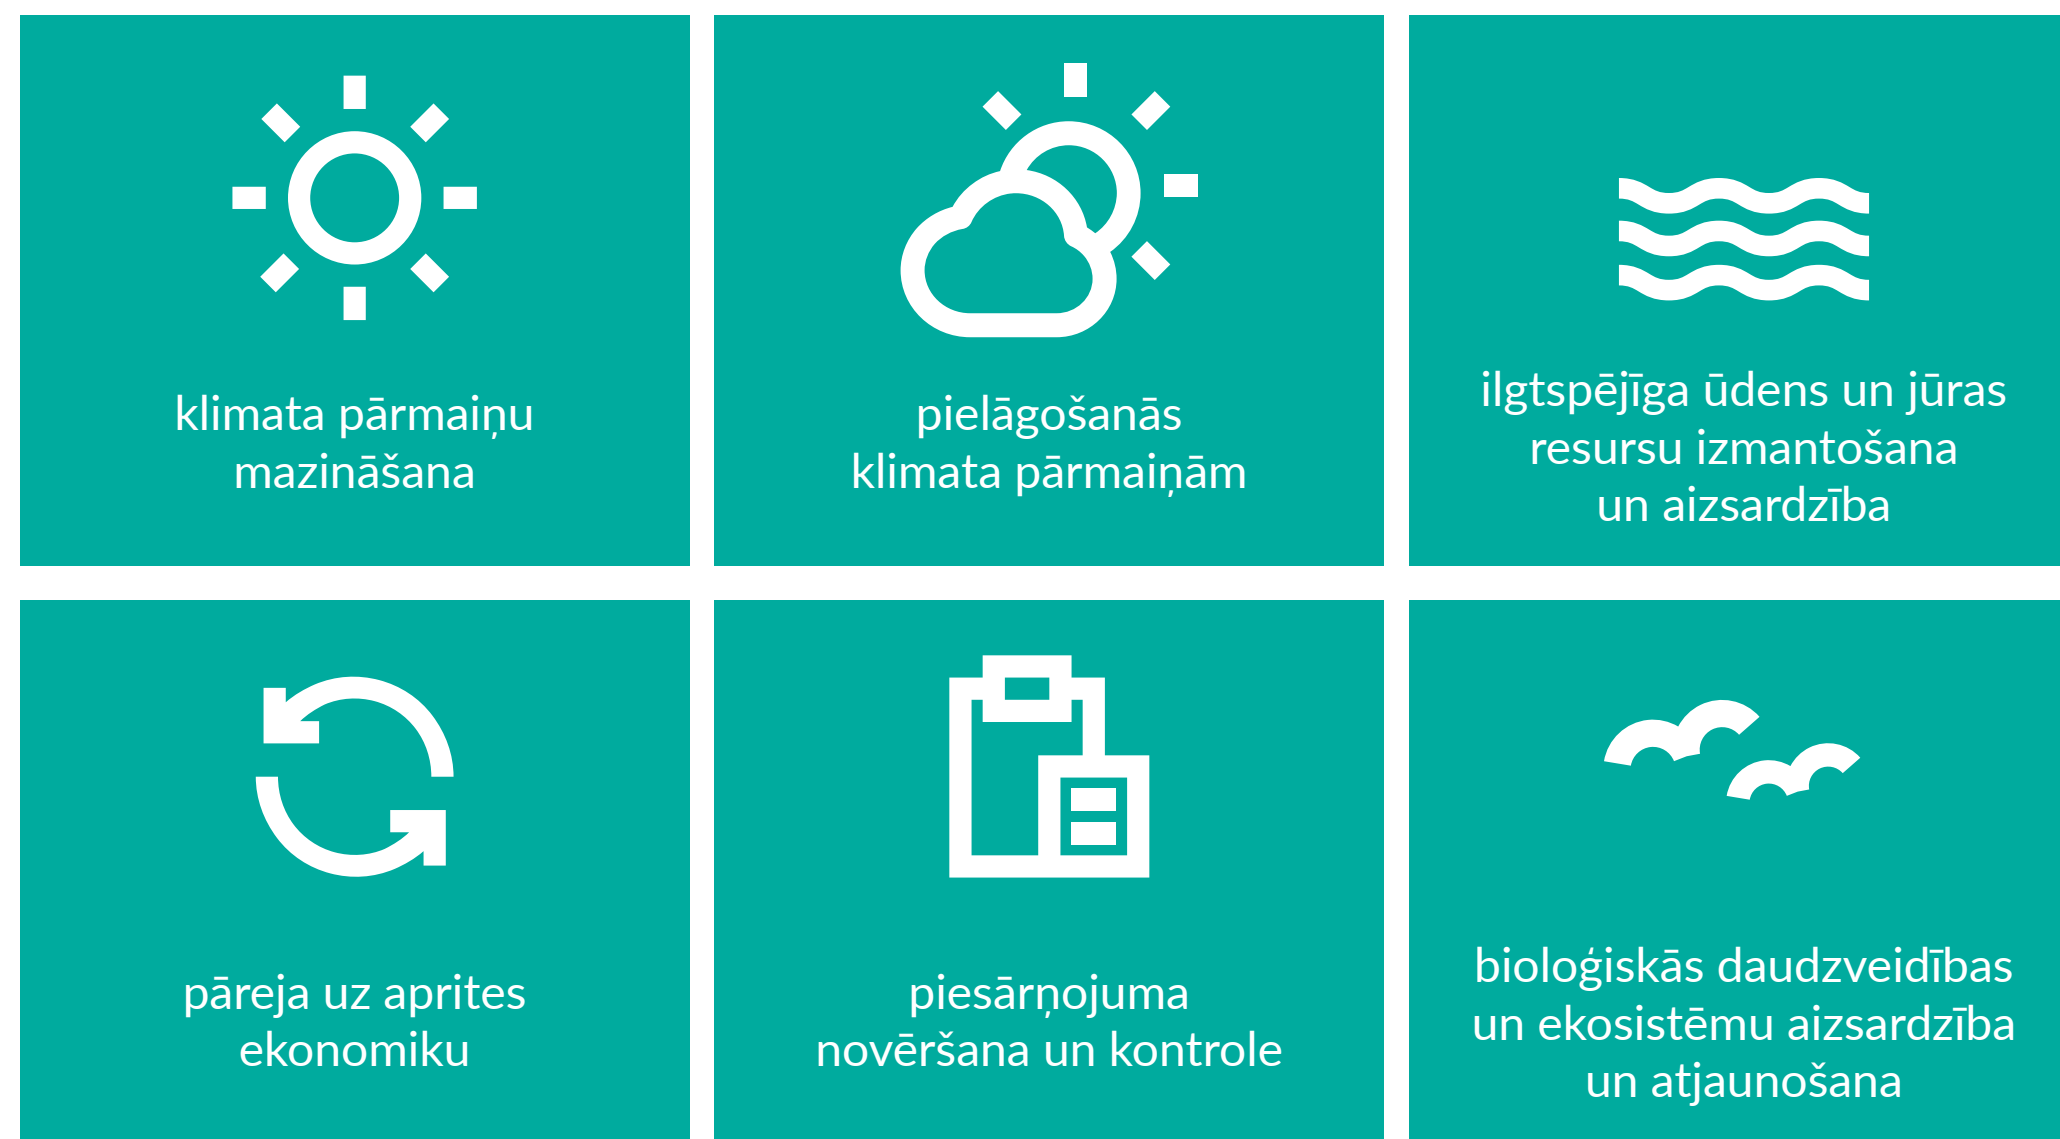 klimata pārmaiņu
mazināšana
pielāgošanās
klimata pārmaiņām
ilgtspējīga ūdens un jūras
resursu izmantošana
un aizsardzība
pāreja uz aprites
ekonomiku
piesārņojuma
novēršana un kontrole
bioloģiskās daudzveidības
un ekosistēmu aizsardzība
un atjaunošana